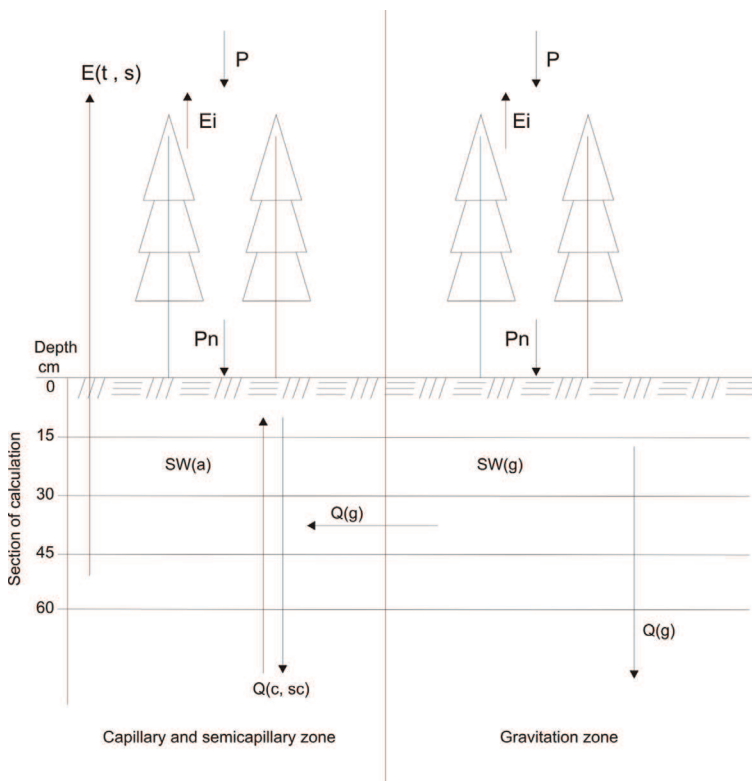 P
P
E(t , s)
Ei
Ei
Pn
Pn
Depth
cm
0
15
SW(a)
SW(g)
30
Q(g)
45
60
Q(g)
Q(c, sc)
Section of calculation
Capillary and semicapillary zone
Gravitation zone